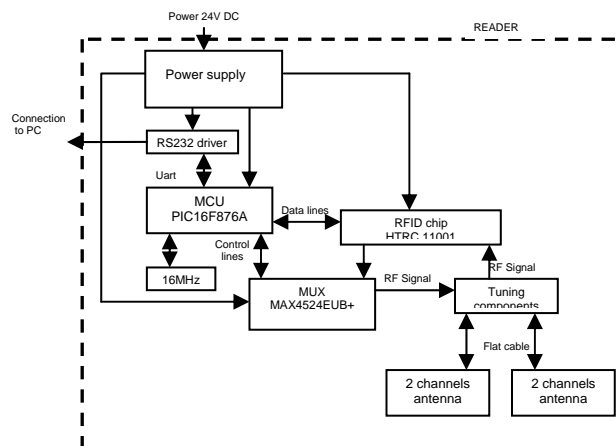 Power 24V DC
READER
Power supply
Connection
to PC
RS232 driver
Uart
MCU
PIC16F876A
Data lines
RFID chip
HTRC 11001
Control
lines
16MHz
MUX
MAX4524EUB+
RF Signal
RF Signal
Tuning
components
Flat cable
2 channels
antenna
2 channels
antenna